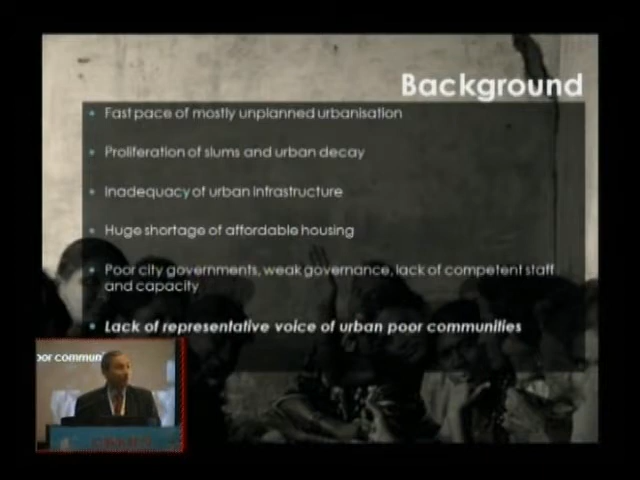 Background
Fast pace of mostly unplanned urbanisation
Proliferation of slums and urban decay
Inadequacy of urban infrastructure
Huge shortage of affordable housing
Poor city governments, weak governance, lack of competent staff
and capacity
Lack of representative voice of urban poor communities
oor commun